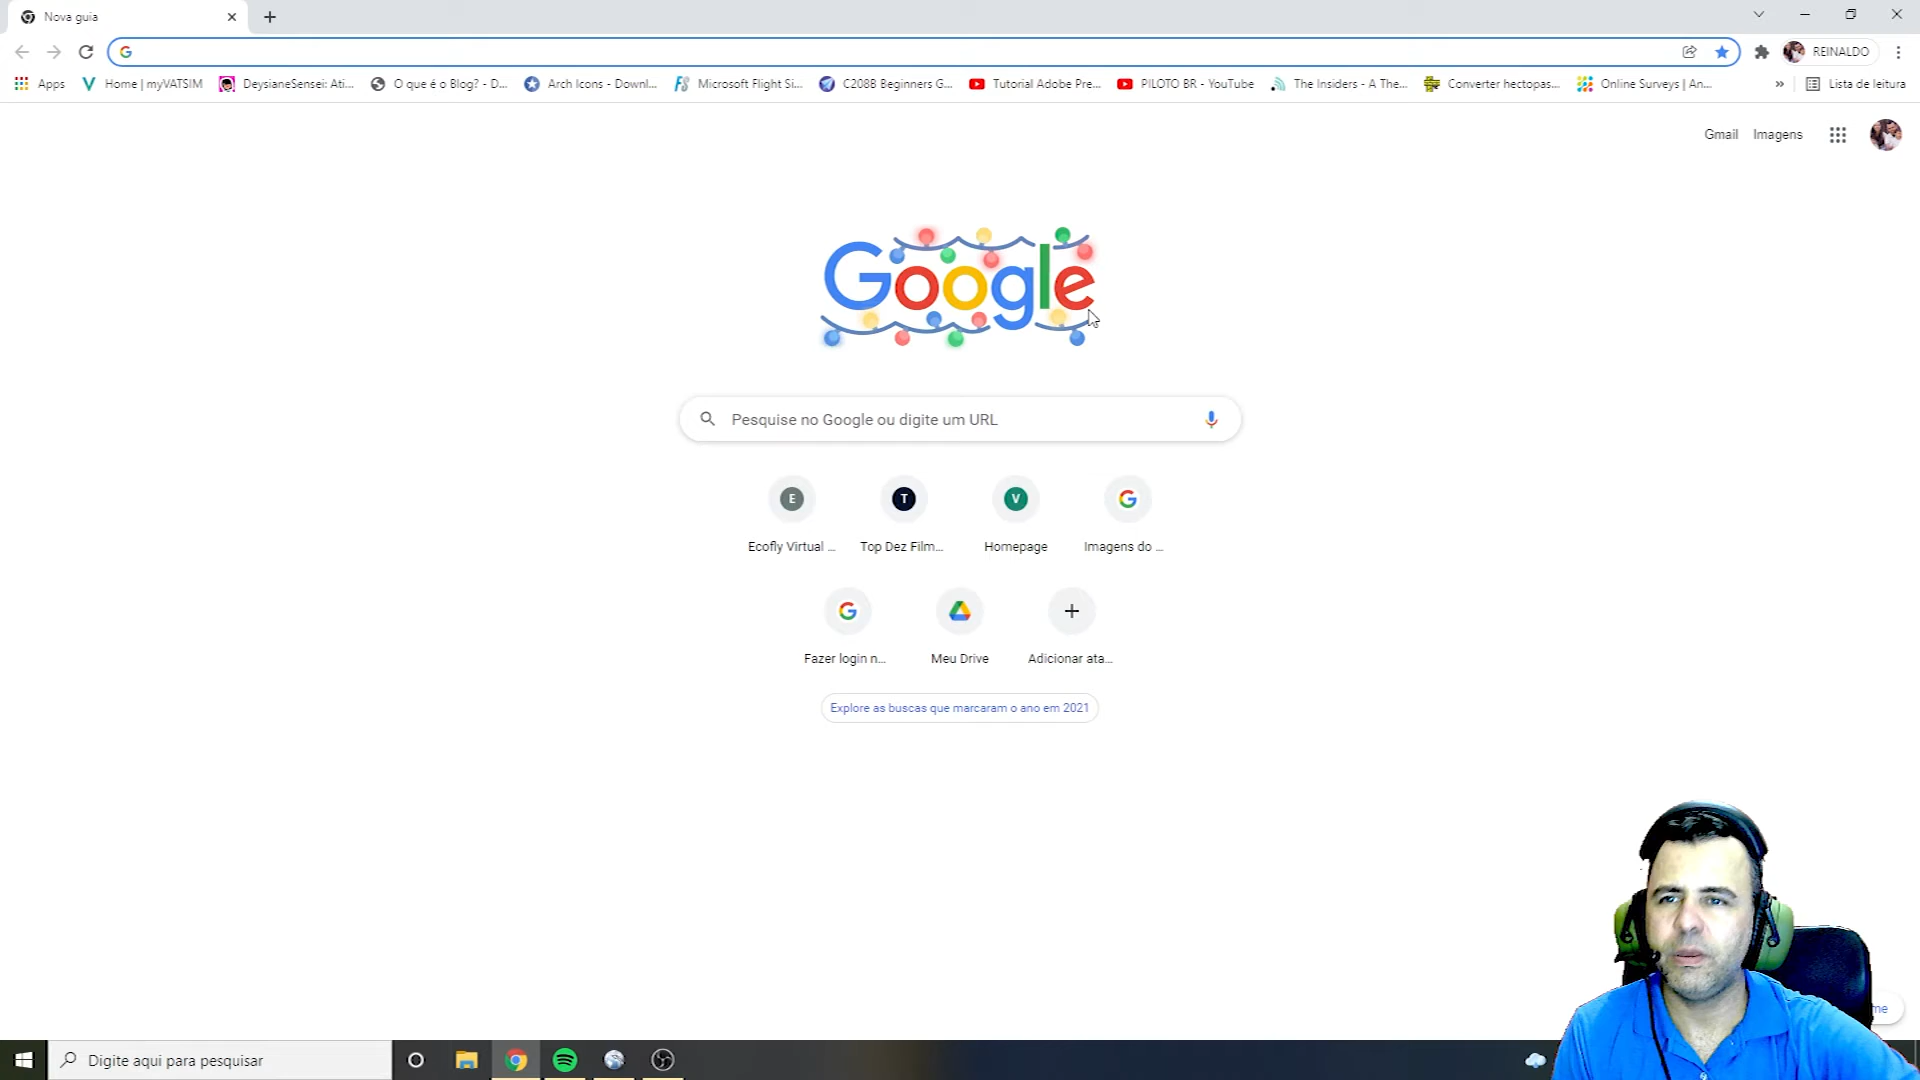 Nova guia
REINALDO
Apps
Home | myVATSIM
DeysianeSensei: Ati...
O que é o Blog? - D...
Arch Icons - Downl...
Microsoft Flight Si...
C208B Beginners G...
Tutorial Adobe Pre...
PILOTO BR - YouTube
The Insiders - A The...
Converter hectopas...
Online Surveys | An...
»
Lista de leitura
Gmail
Imagens
Google
Pesquise no Google ou digite um URL
E
T
V
Ecofly Virtual ...
Top Dez Film...
Homepage
Imagens do ...
Fazer login n...
Meu Drive
Adicionar ata...
Explore as buscas que marcaram o ano em 2021
Digite aqui para pesquisar